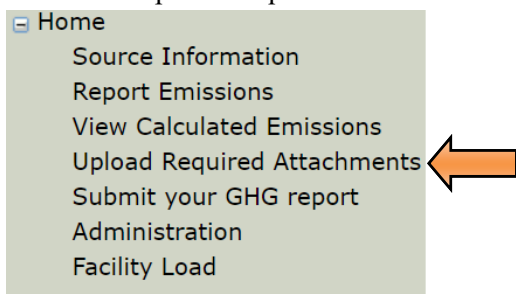 Home
Source Information
Report Emissions
View Calculated Emissions
Upload Required Attachments
Submit your GHG report
Administration
Facility Load